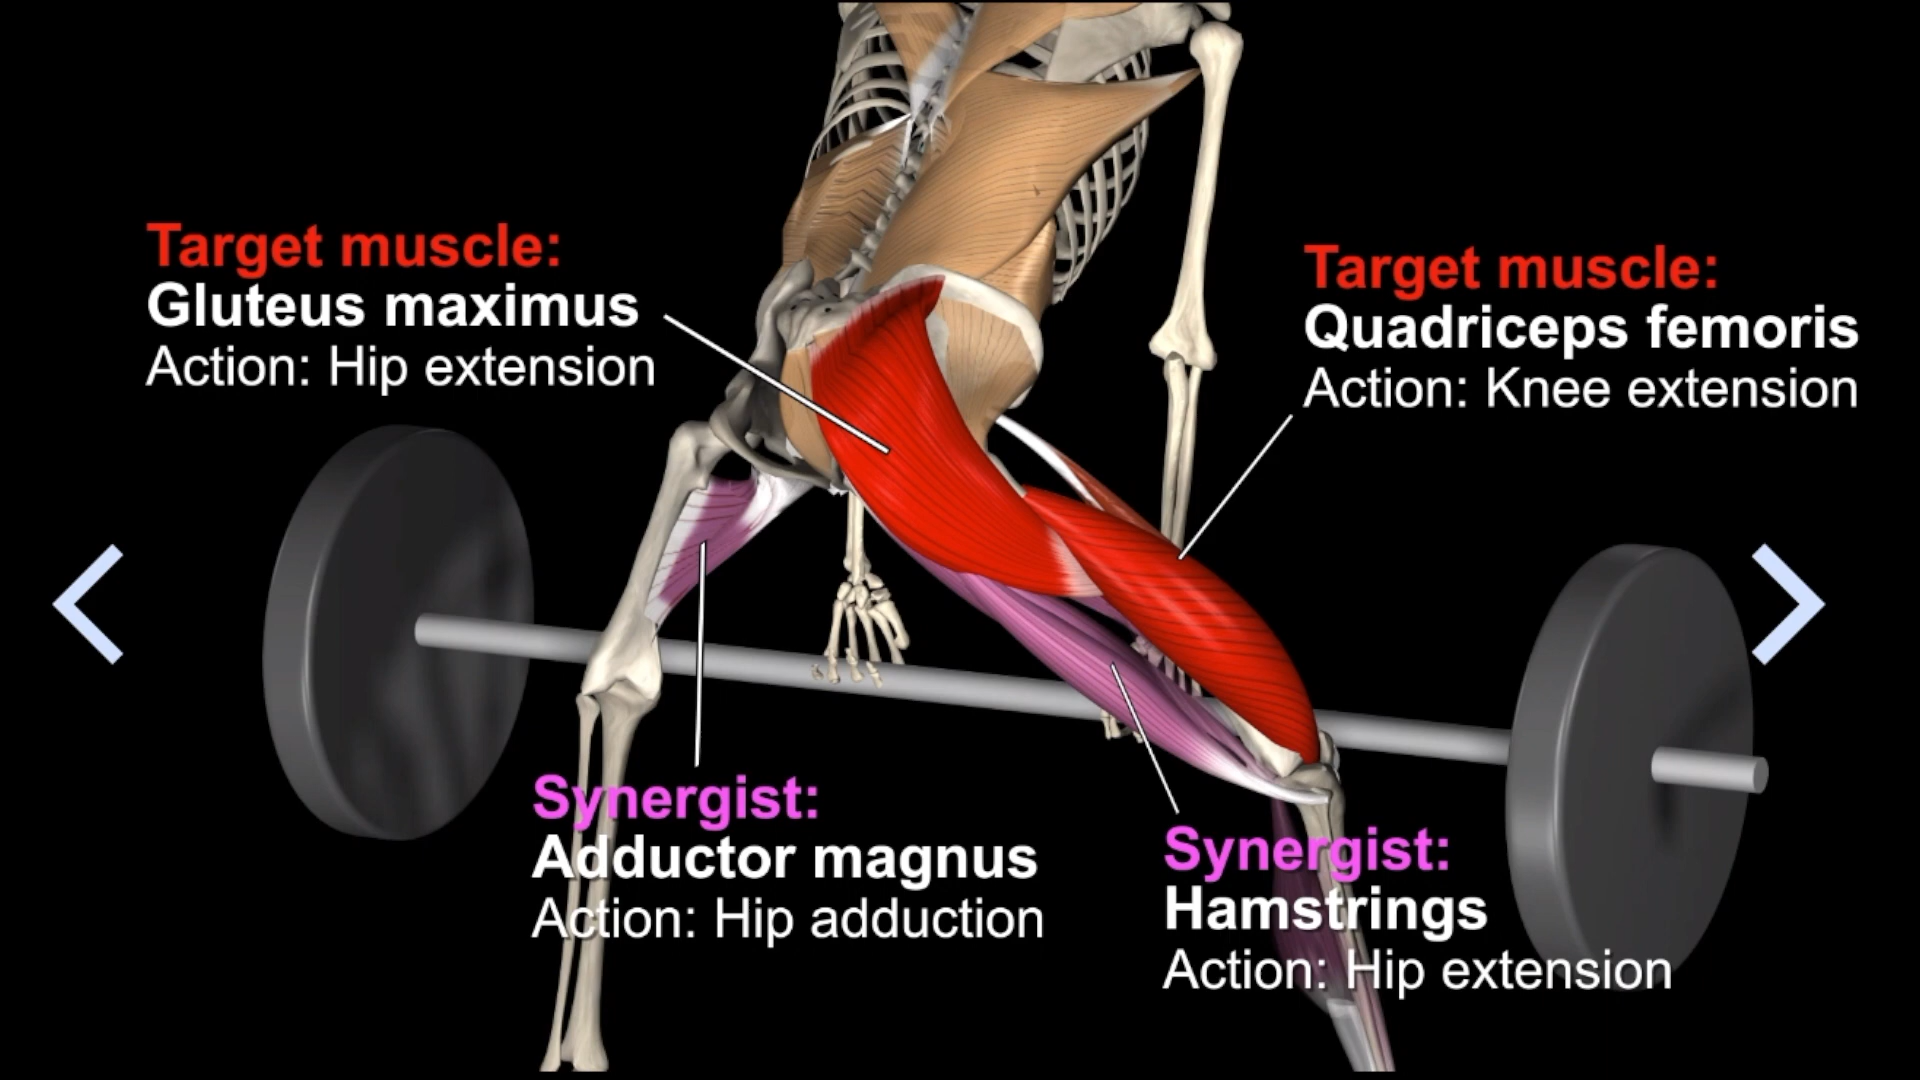 Target muscle:
Gluteus maximus
Action: Hip extension
Target muscle:
Quadriceps femoris
Action: Knee extension
Synergist:
Adductor magnus
Action: Hip adduction
Synergist:
Hamstrings
Action: Hip extension